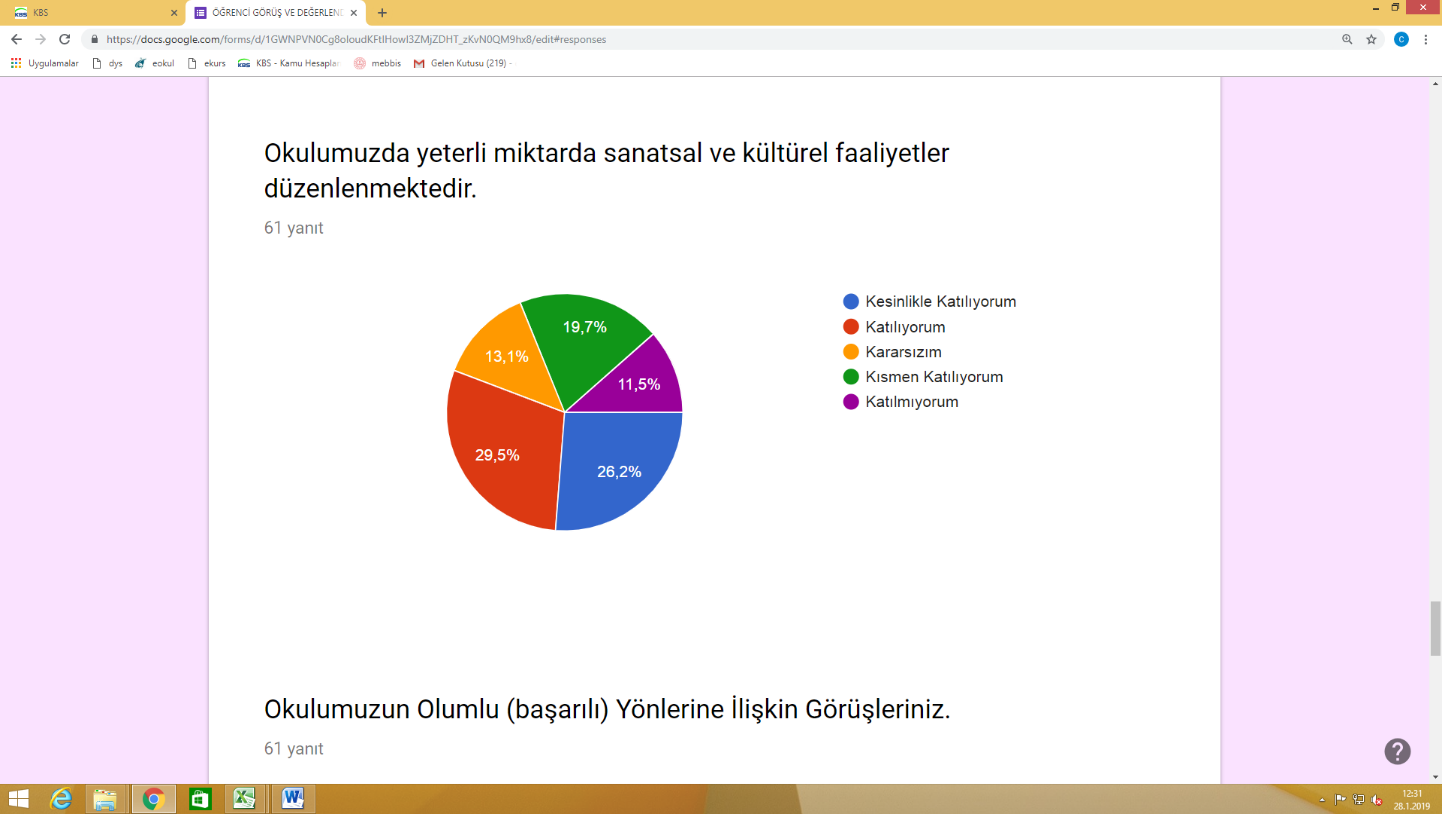 KBS
ÖĞRENCİ GÖRÜŞ VE DEĞERLEND
https://docs.google.com/forms/d/1GWNPVN0Cg8oloudKFtIHowI3ZMjZDHT_zKvN0QM9hx8/edit#responses
C
Uygulamalar dys eokul ekurs KBS - Kamu Hesapları mebbis Gelen Kutusu (219) -
Okulumuzda yeterli miktarda sanatsal ve kültürel faaliyetler
düzenlenmektedir.
61 yanıt
19,7%
13,1%
11,5%
29,5%
26,2%
Kesinlikle Katılıyorum
Katılıyorum
Kararsızım
Kısmen Katılıyorum
Katılmıyorum
Okulumuzun Olumlu (başarılı) Yönlerine İlişkin Görüşleriniz.
61 yanıt
12:31
28.1.2019